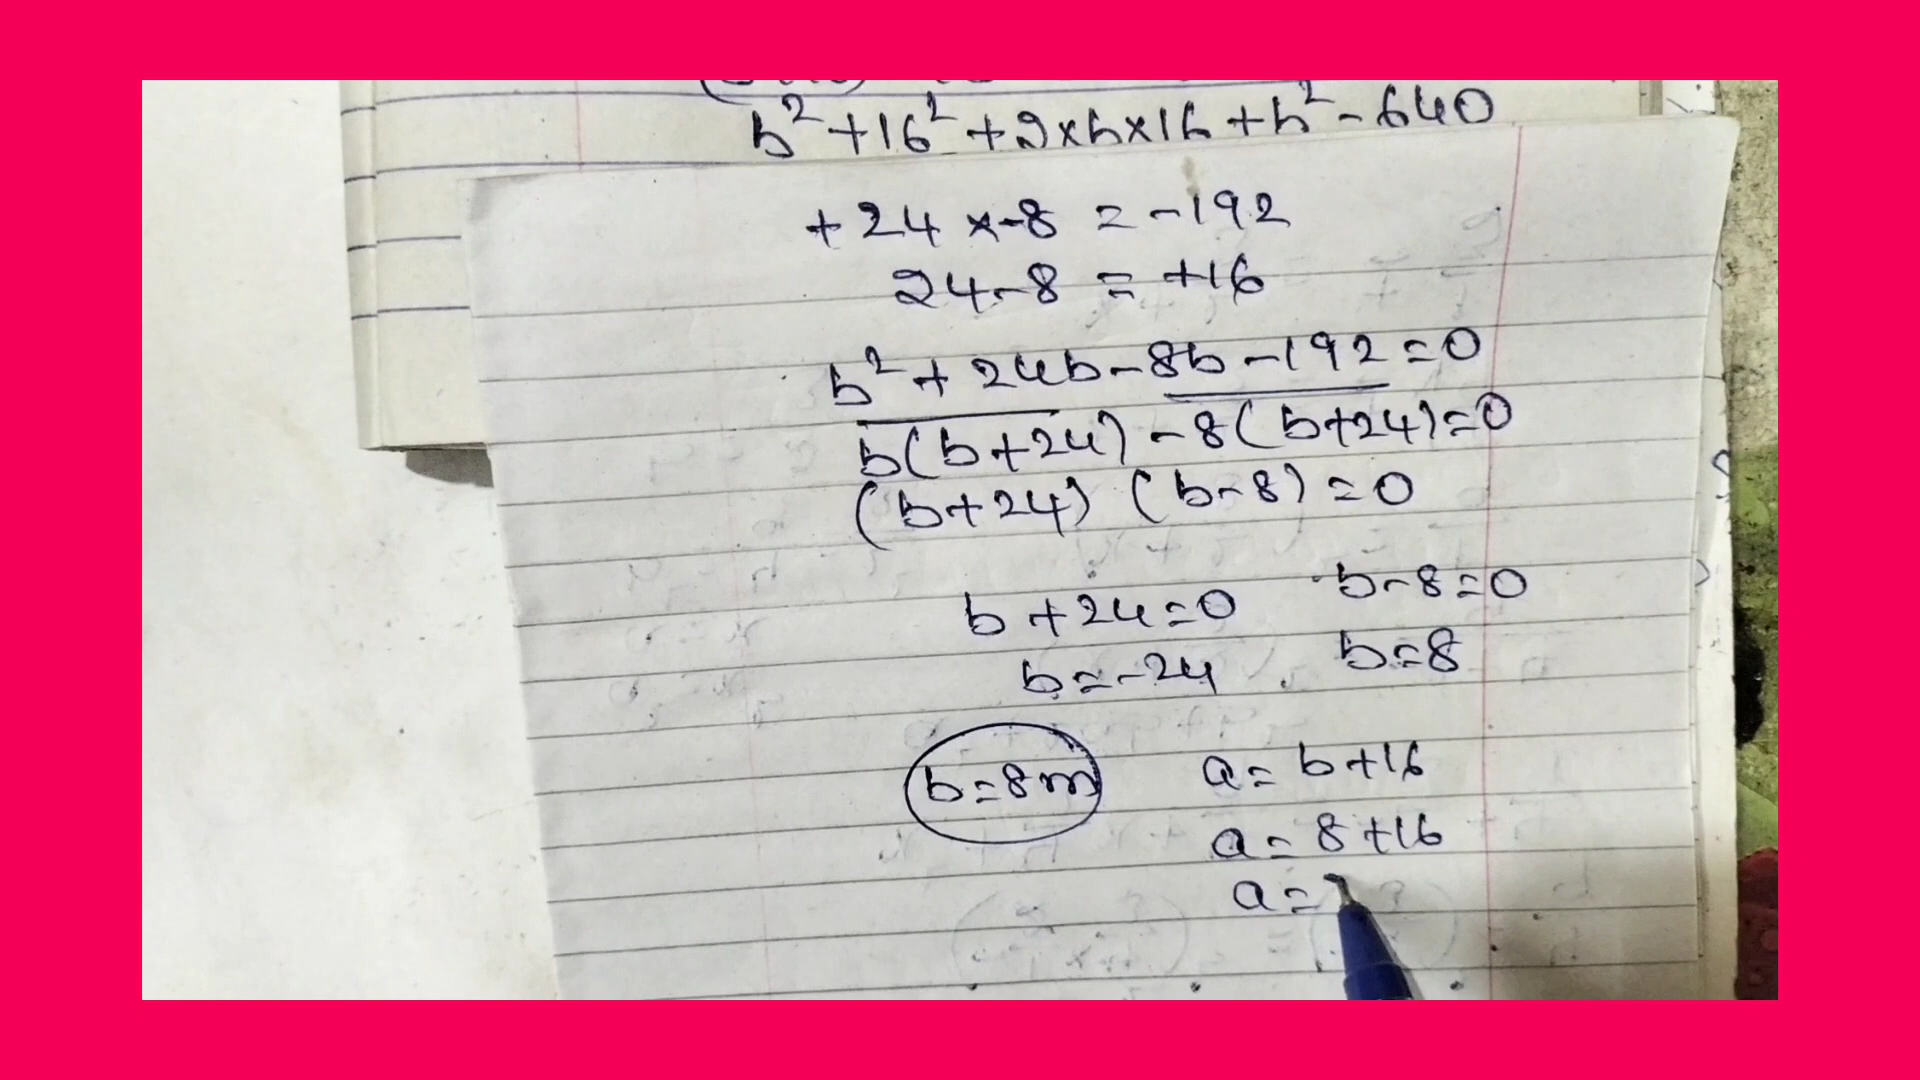 b²+16²+2×b×16+b²-640
+24×-8=-192
24-8=+16
b²+24b-8b-192=0
b(b+24)-8(b+24)=0
(b+24)(b-8)=0
b+24=0 b-8=0
b=-24 b=8
b=8m a=b+16
a=8+16
a=